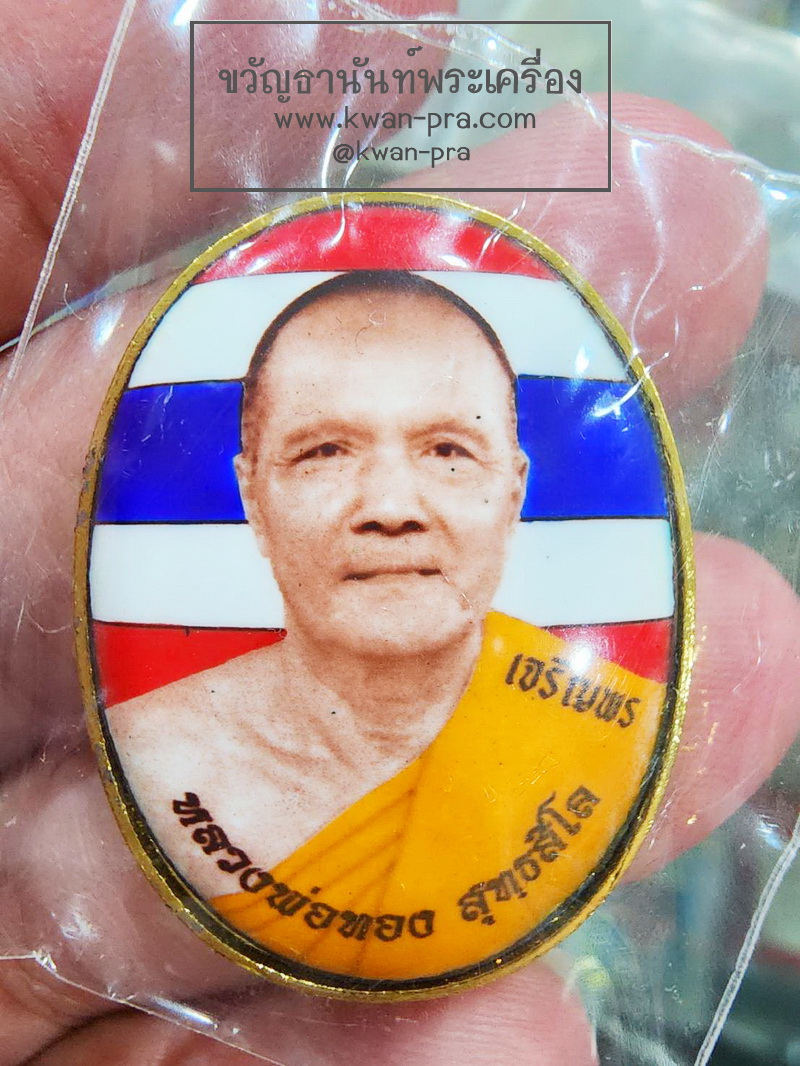 ขวัญธานันท์พระเครื่อง
www.kwan-pra.com
@kwan-pra
เจริญพร
หลวงพ่อทอง สุทธสีโล